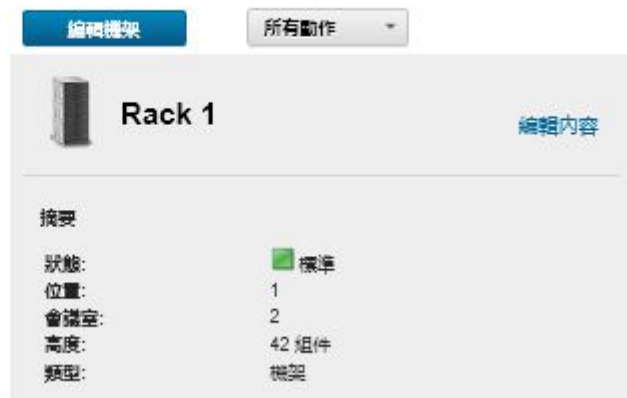 編輯機架 所有動作
Rack 1
編輯內容
摘要
狀態: 標準
位置: 1
會議室: 2
高度: 42 組件
類型: 機架